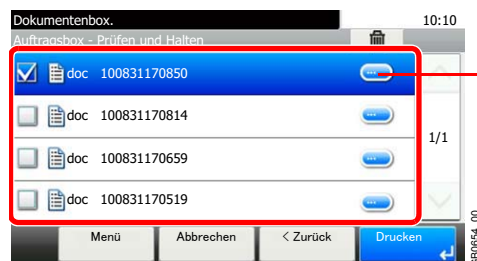 Dokumentenbox. 10:10
Auftragsbox - Prüfen und Halten
doc 100831170850
doc 100831170814
1/1
doc 100831170659
doc 100831170519
Menü Abbrechen < Zurück Drucken